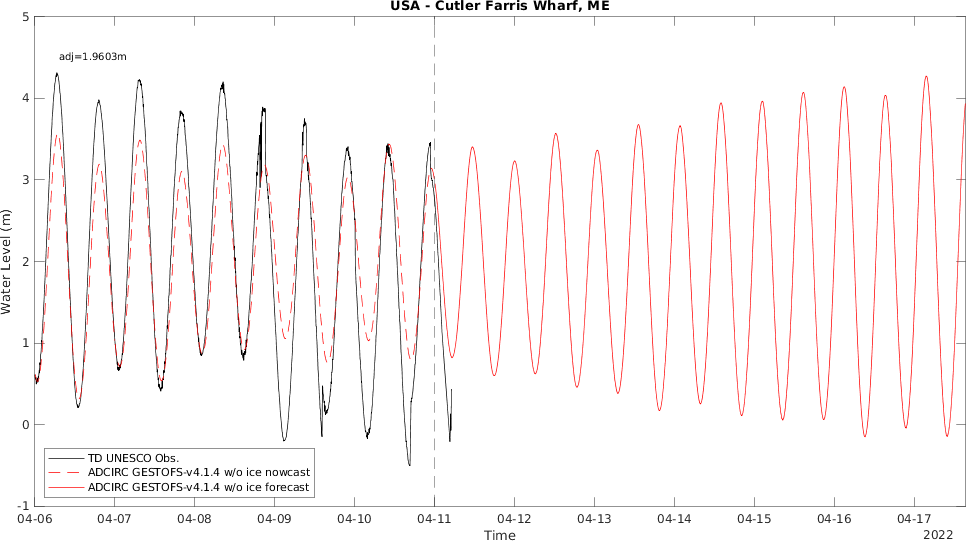 USA - Cutler Farris Wharf, ME
adj=1.9603m
Water Level (m)
5
4
3
2
1
0
-1
TD UNESCO Obs.
ADCIRC GESTOFS-v4.1.4 w/o ice nowcast
ADCIRC GESTOFS-v4.1.4 w/o ice forecast
04-06 04-07 04-08 04-09 04-10 04-11 04-12 04-13 04-14 04-15 04-16 04-17
Time
2022